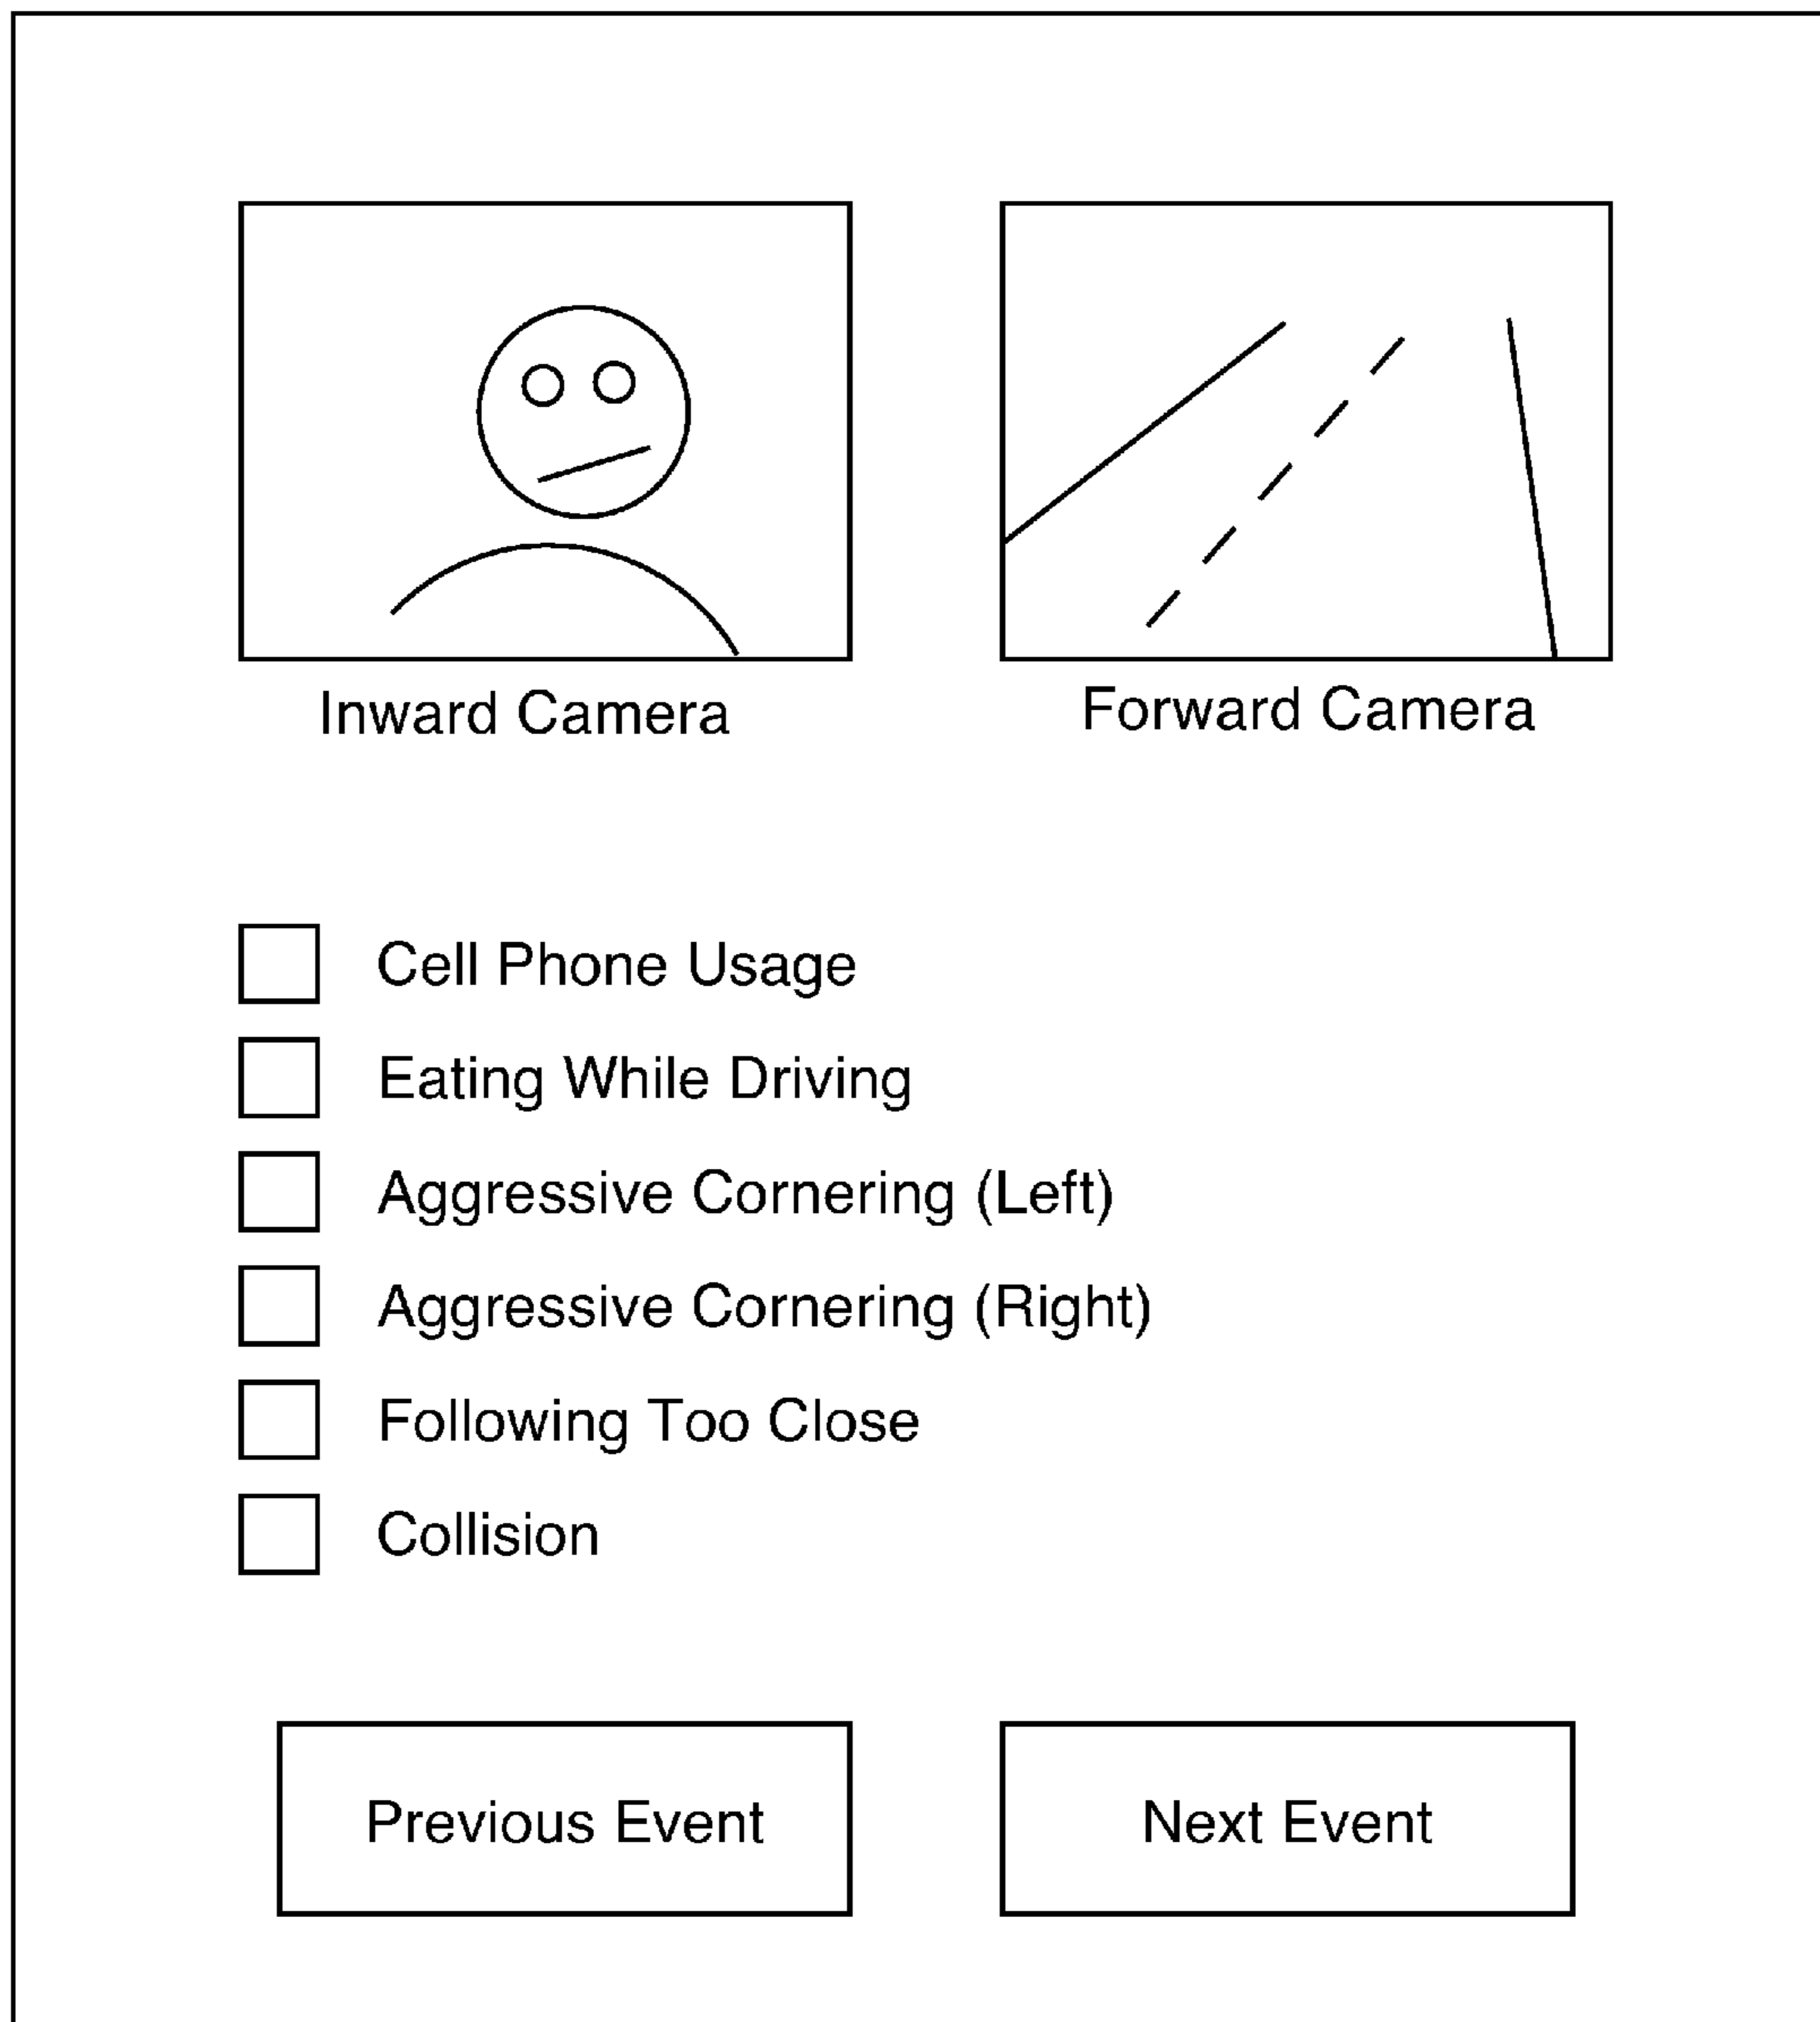 Inward Camera
Forward Camera
Cell Phone Usage
Eating While Driving
Aggressive Cornering (Left)
Aggressive Cornering (Right)
Following Too Close
Collision
Previous Event
Next Event